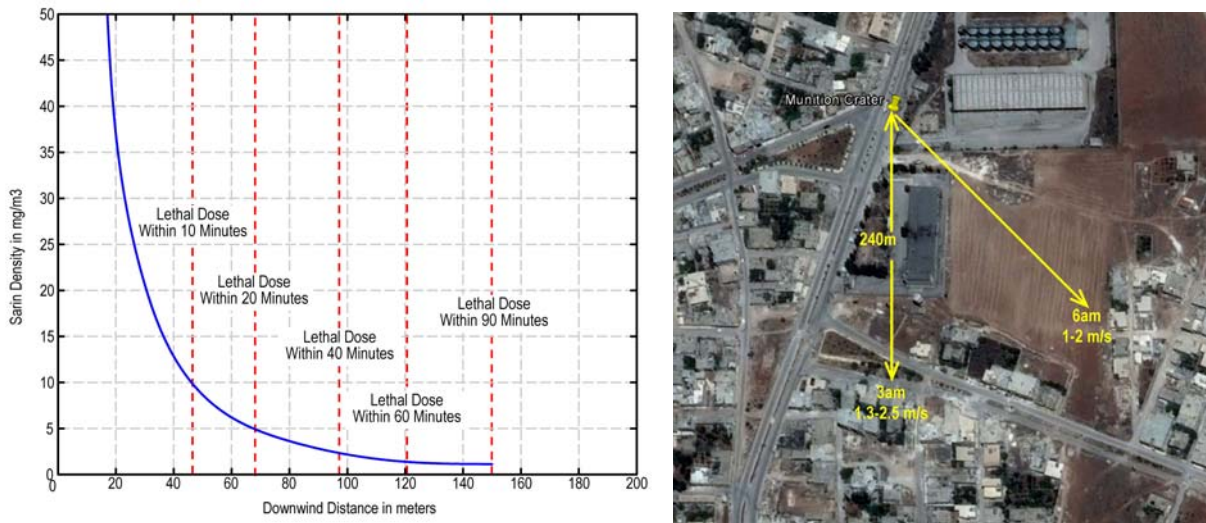 50
45
40
35
30
25
20
15
10
5
0
0
20
40
60
80
100
120
140
160
180
200
Sarin Density in mg/m3
Downwind Distance in meters
Lethal Dose
Within 10 Minutes
Lethal Dose
Within 20 Minutes
Lethal Dose
Within 40 Minutes
Lethal Dose
Within 60 Minutes
Lethal Dose
Within 90 Minutes
Munition Crater
240m
6am
1-2 m/s
3am
1.3-2.5 m/s